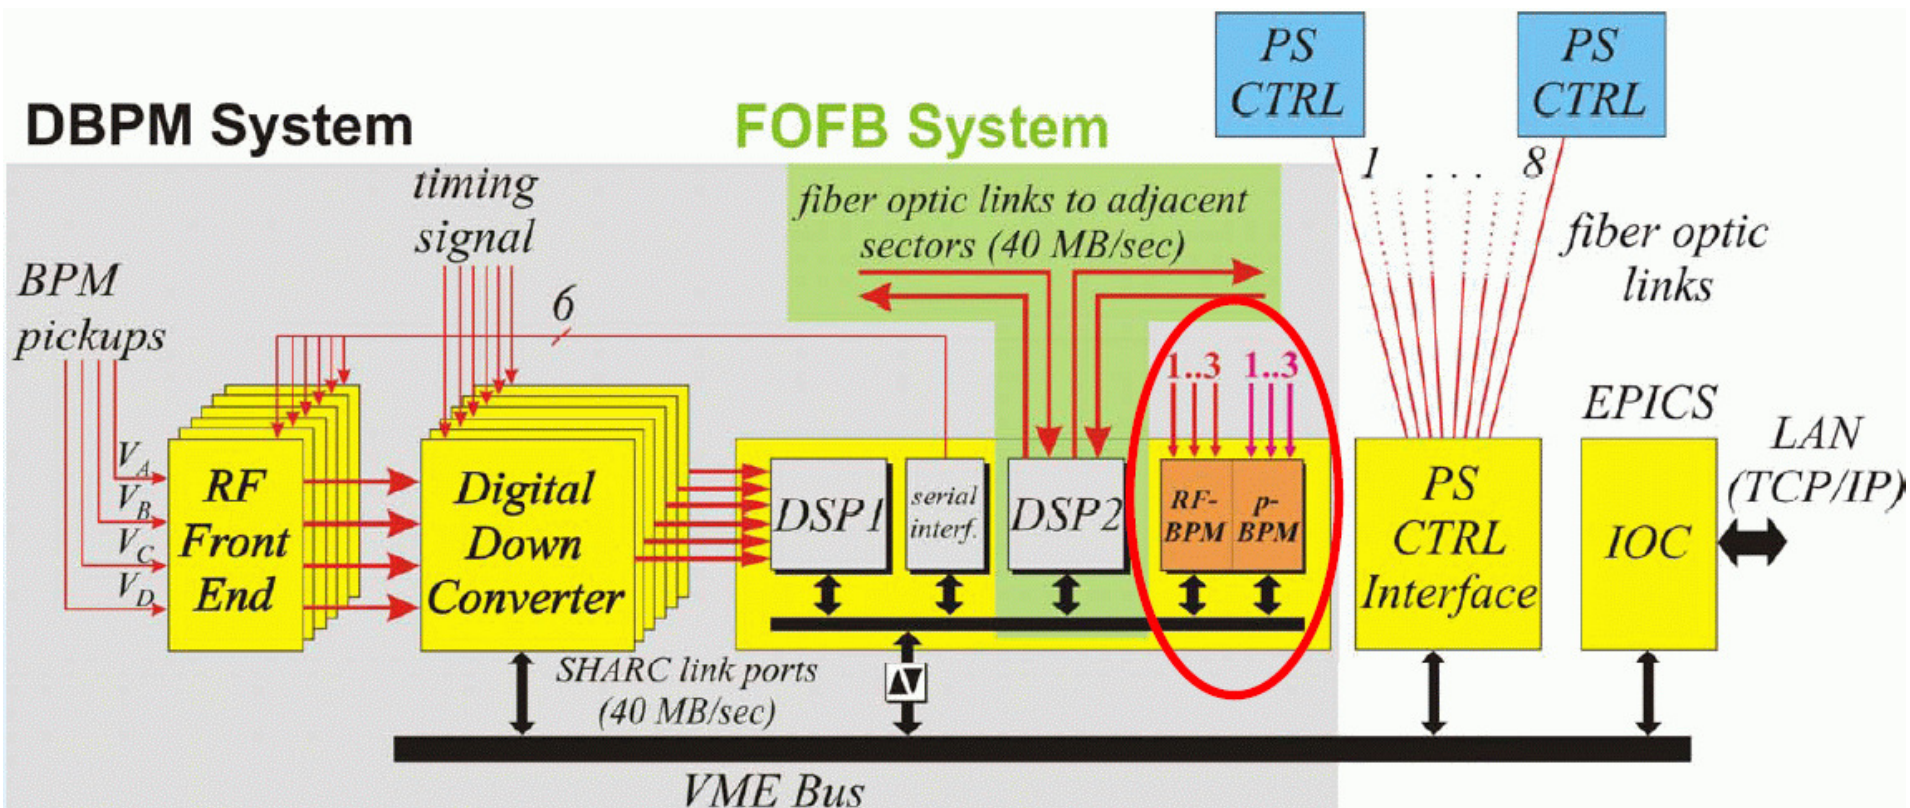 PS
CTRL
PS
CTRL
DBPM System
FOFB System
timing
signal
fiber optic links to adjacent
sectors (40 MB/sec)
1 . . . 8
fiber optic
links
BPM
pickups
6
1..3
1..3
EPICS
LAN
(TCP/IP)
VA
VB
VC
VD
RF
Front
End
Digital
Down
Converter
DSP1
serial
interf.
DSP2
RF-
BPM
p-
BPM
PS
CTRL
Interface
IOC
SHARC link ports
(40 MB/sec)
VME Bus